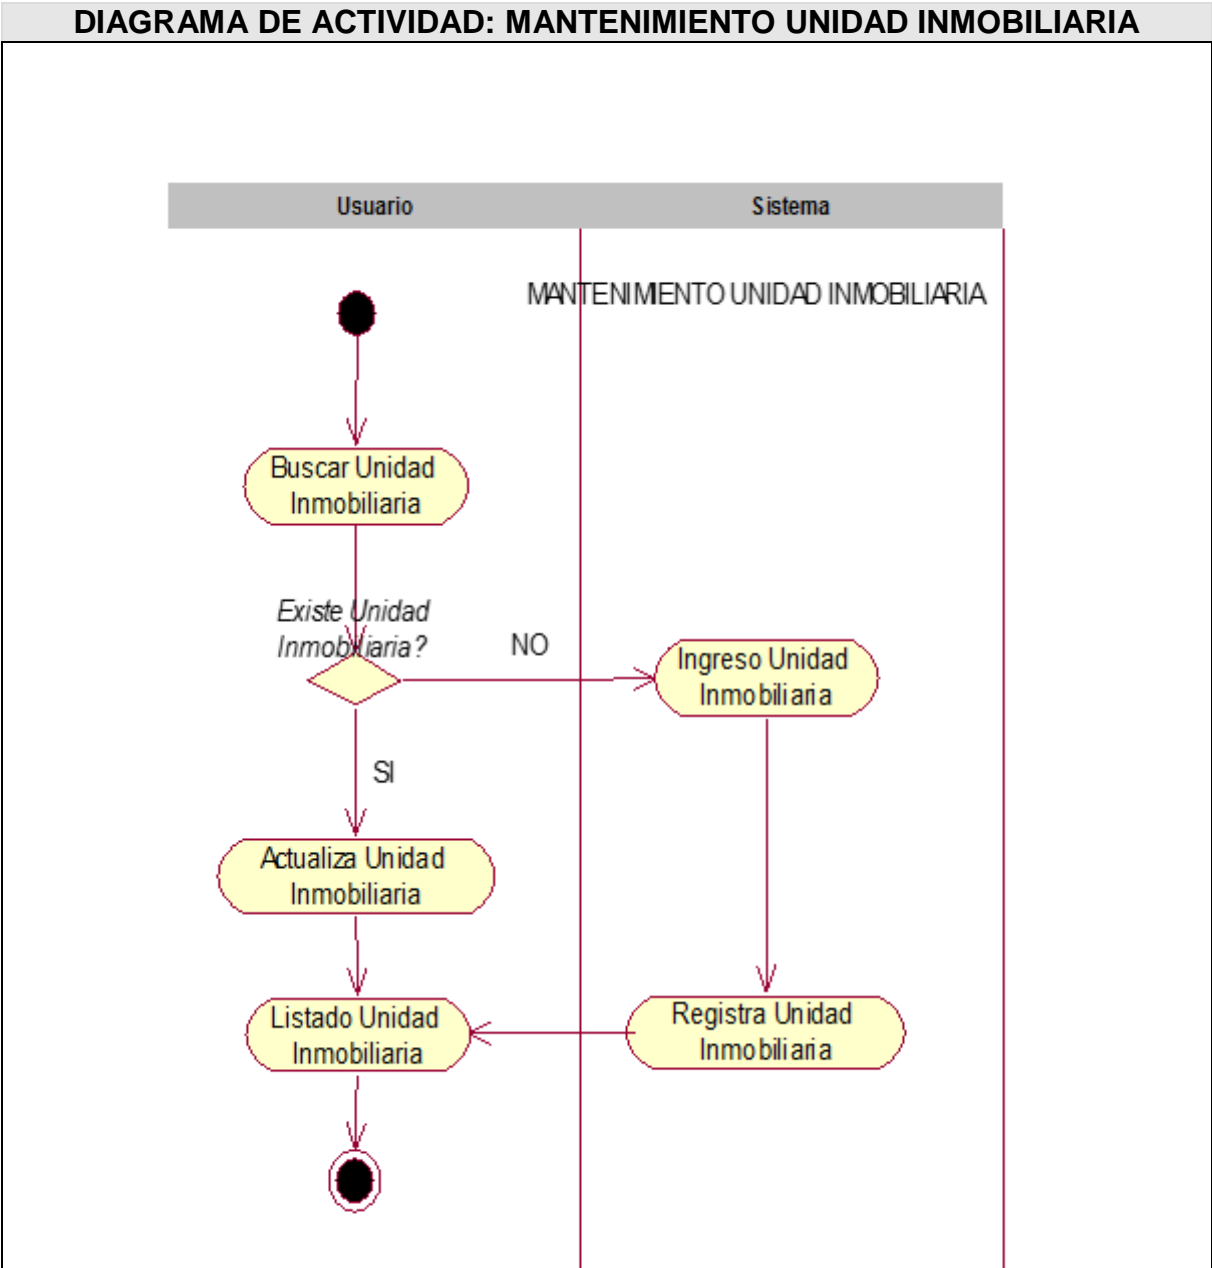 DIAGRAMA DE ACTIVIDAD: MANTENIMIENTO UNIDAD INMOBILIARIA
Usuario
Sistema
MANTENIMIENTO UNIDAD INMOBILIARIA
Buscar Unidad
Inmobiliaria
Existe Unidad
Inmobiliaria?
NO
Ingreso Unidad
Inmobiliaria
SI
Actualiza Unidad
Inmobiliaria
Listado Unidad
Inmobiliaria
Registra Unidad
Inmobiliaria